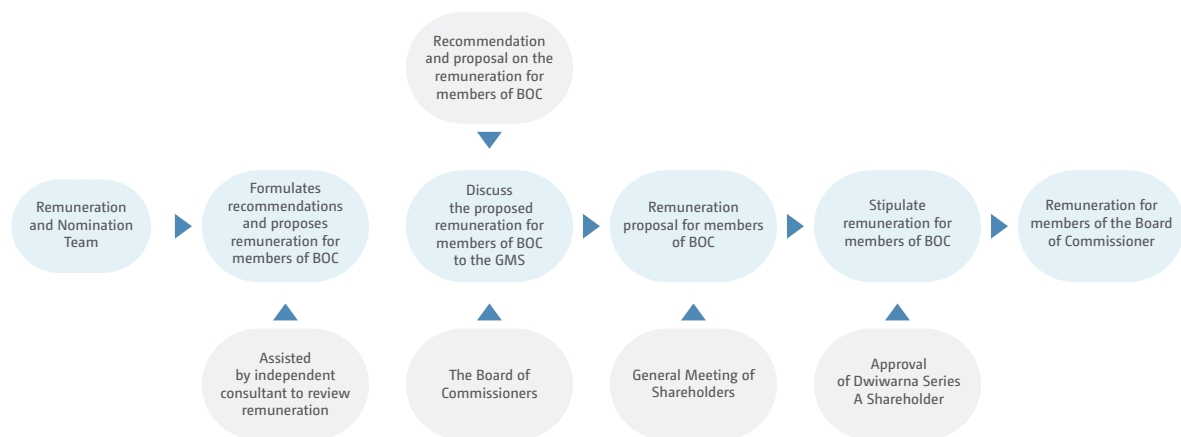 Recommendation
and proposal on the
remuneration for
members of BOC
Remuneration
and Nomination
Team
Formulates
recommendations
and proposes
remuneration for
members of BOC
Discuss
the proposed
remuneration for
members of BOC
to the GMS
Remuneration
proposal for members
of BOC
Stipulate
remuneration for
members of BOC
Remuneration for
members of the Board
of Commissioner
Assisted
by independent
consultant to review
remuneration
The Board of
Commissioners
General Meeting of
Shareholders
Approval
of Dwiwarna Series
A Shareholder